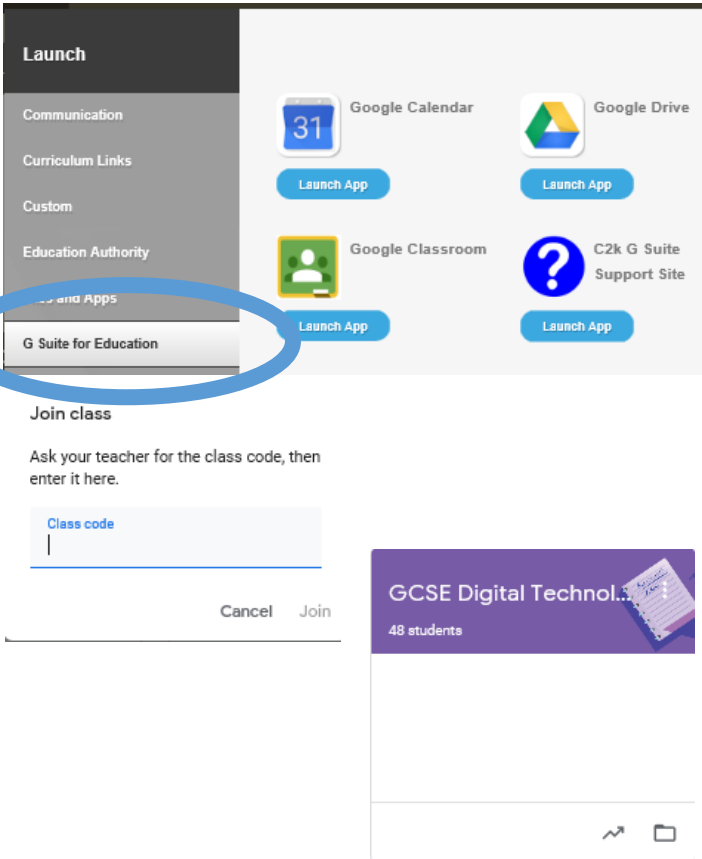 Launch
Communication
Curriculum Links
Custom
Education Authority
and Apps
G Suite for Education
31
Google Calendar
Launch App
Google Drive
Launch App
Google Classroom
Launch App
?
C2k G Suite
Support Site
Launch App
Join class
Ask your teacher for the class code, then
enter it here.
Class code
Cancel Join
GCSE Digital Technol...
48 students